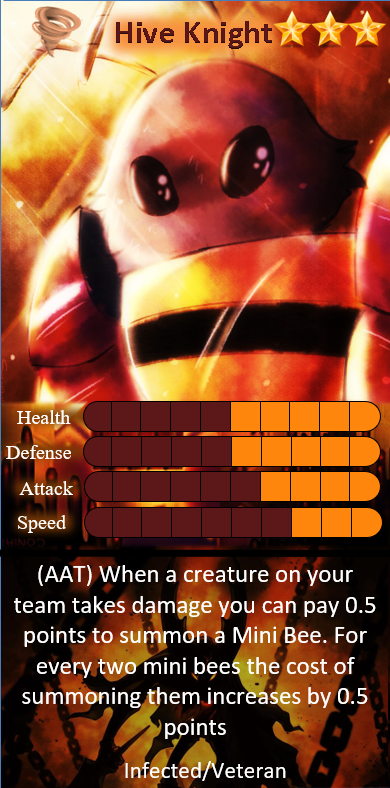 Hive Knight
Health
Defense
Attack
Speed
(AAT) When a creature on your
team takes damage you can pay 0.5
points to summon a Mini Bee. For
every two mini bees the cost of
summoning them increases by 0.5
points
Infected/Veteran